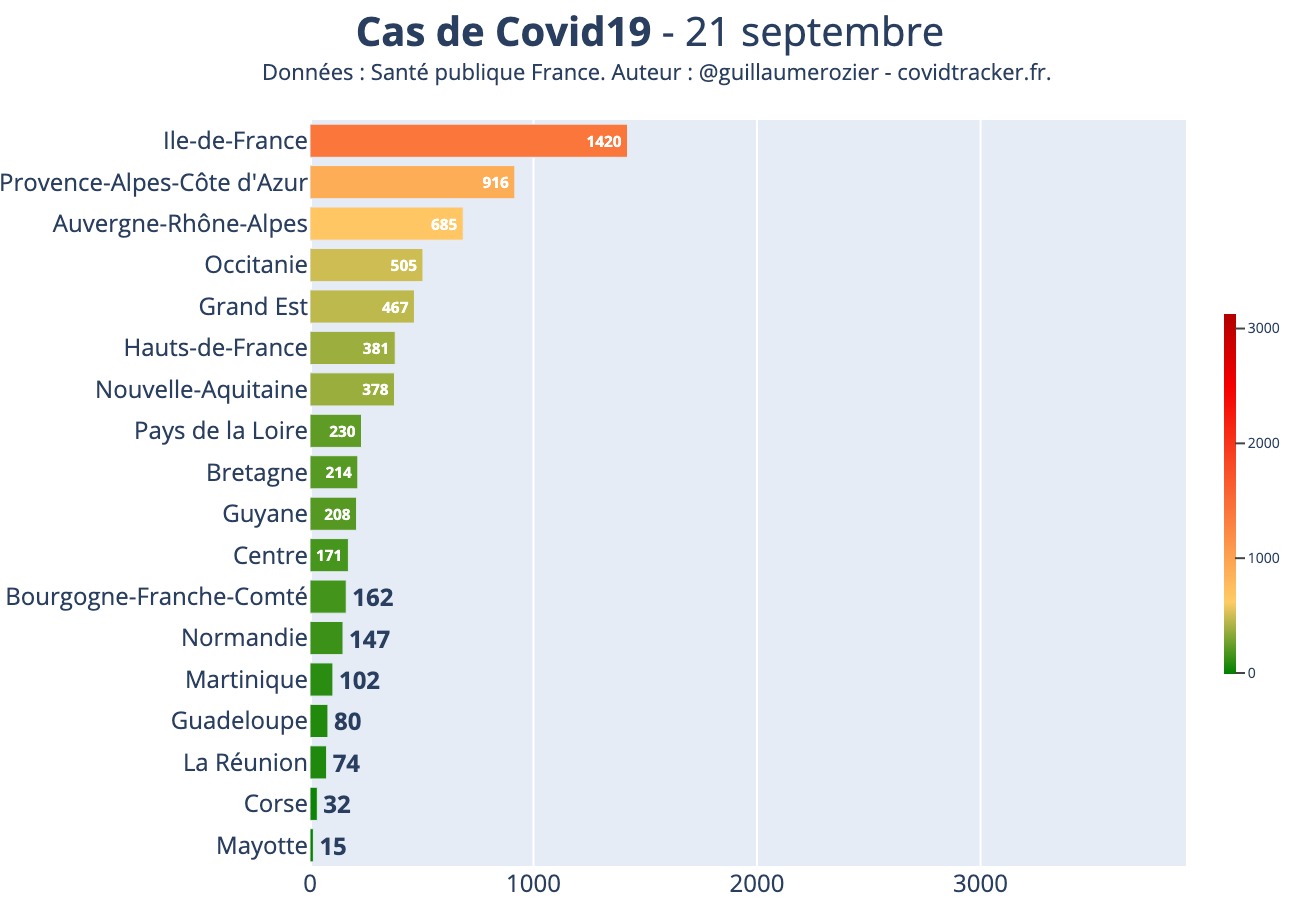 Cas de Covid19 - 21 septembre
Données : Santé publique France. Auteur : @guillaumerozier - covidtracker.fr.
Ile-de-France 1420
Provence-Alpes-Côte d'Azur 916
Auvergne-Rhône-Alpes 685
Occitanie 505
Grand Est 467
Hauts-de-France 381
Nouvelle-Aquitaine 378
Pays de la Loire 230
Bretagne 214
Guyane 208
Centre 171
Bourgogne-Franche-Comté 162
Normandie 147
Martinique 102
Guadeloupe 80
La Réunion 74
Corse 32
Mayotte 15
0 1000 2000 3000
3000
2000
1000
0